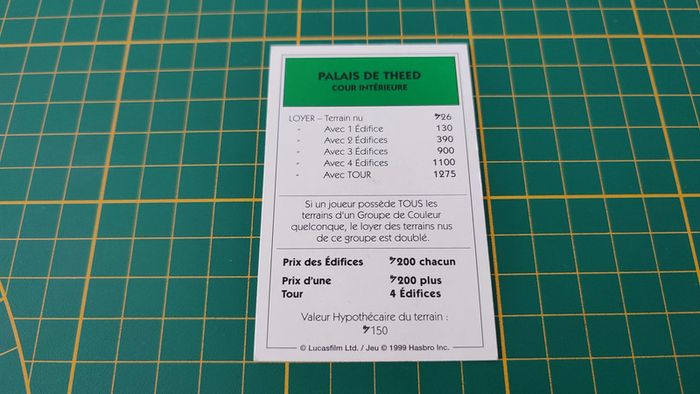 PALAIS DE THEED
COUR INTÉRIEURE
LOYER – Terrain nu 26
" Avec 1 Édifice 130
" Avec 2 Édifices 390
" Avec 3 Édifices 900
" Avec 4 Édifices 1100
" Avec TOUR 1275
Si un joueur possède TOUS les
terrains d'un Groupe de Couleur
quelconque, le loyer des terrains nus
de ce groupe est doublé.
Prix des Édifices 200 chacun
Prix d'une 200 plus
Tour 4 Édifices
Valeur Hypothécaire du terrain :
150
© Lucasfilm Ltd. / Jeu © 1999 Hasbro Inc.